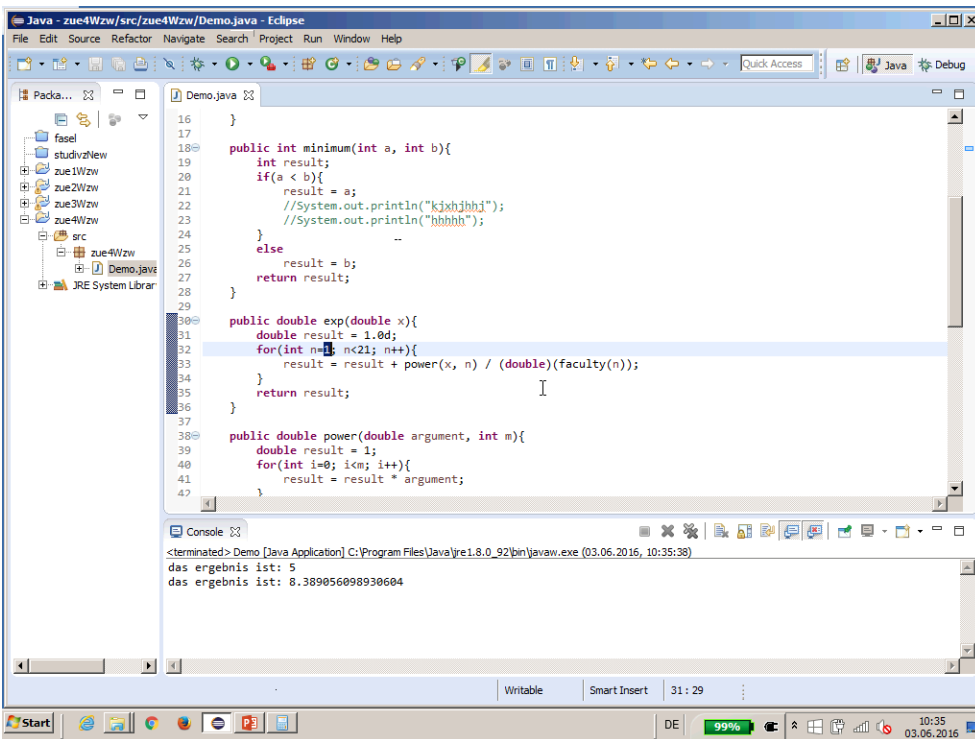 Java - zue4Wzw/src/zue4Wzw/Demo.java - Eclipse
File Edit Source Refactor Navigate Search Project Run Window Help
Quick Access Java Debug
Packa...
Demo.java
fasel
studivzNew
zue1Wzw
zue2Wzw
zue3Wzw
zue4Wzw
src
zue4Wzw
Demo.java
JRE System Librar
16 }
17
18 public int minimum(int a, int b){
19 int result;
20 if(a < b){
21 result = a;
22 //System.out.println("kjxhjhhj");
23 //System.out.println("hhhhh");
24 }
25 else
26 result = b;
27 return result;
28 }
29
30 public double exp(double x){
31 double result = 1.0d;
32 for(int n=1; n<21; n++){
33 result = result + power(x, n) / (double)(faculty(n));
34 }
35 return result;
36 }
37
38 public double power(double argument, int m){
39 double result = 1;
40 for(int i=0; i<m; i++){
41 result = result * argument;
42 }
Console
<terminated> Demo [Java Application] C:\Program Files\Java\jre1.8.0_92\bin\javaw.exe (03.06.2016, 10:35:38)
das ergebnis ist: 5
das ergebnis ist: 8.389056098930604
Writable Smart Insert 31 : 29
Start DE 99% 10:35
03.06.2016